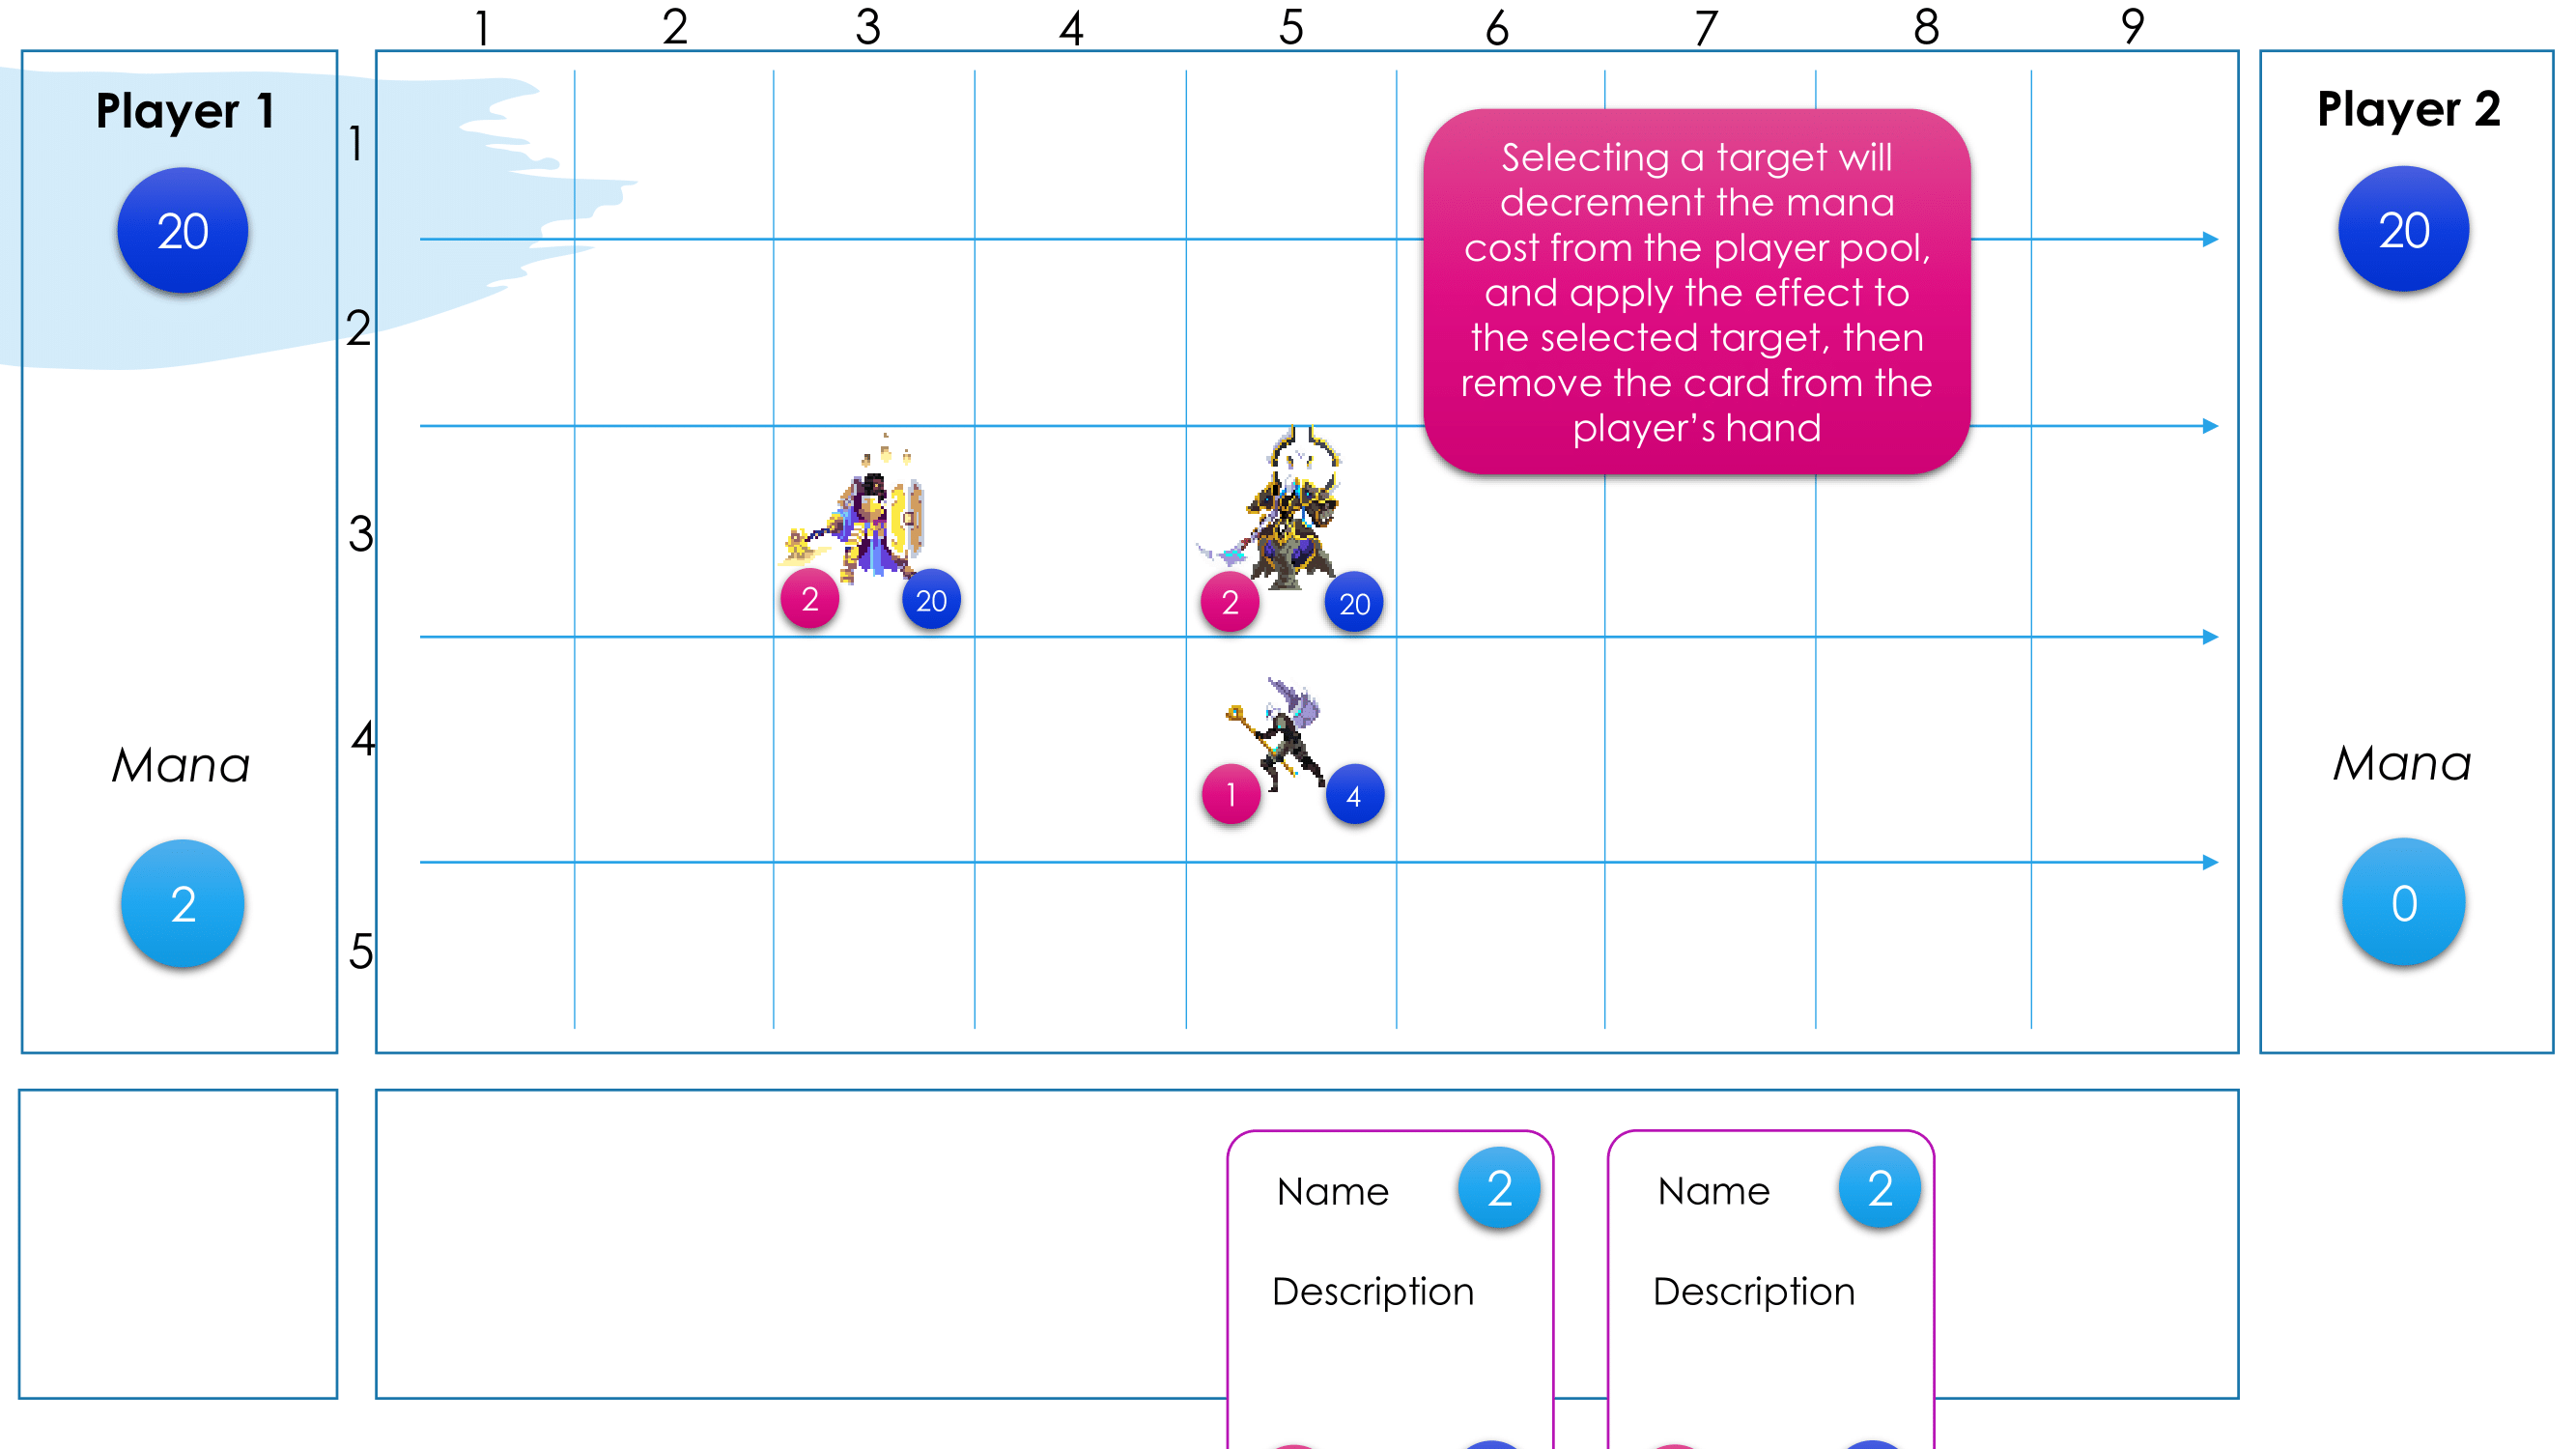 1 2 3 4 5 6 7 8 9
Player 1
20
Mana
2
1
2
3
4
5
Selecting a target will
decrement the mana
cost from the player pool,
and apply the effect to
the selected target, then
remove the card from the
player’s hand
2 20
2 20
1 4
Player 2
20
Mana
0
Name 2
Description
Name 2
Description